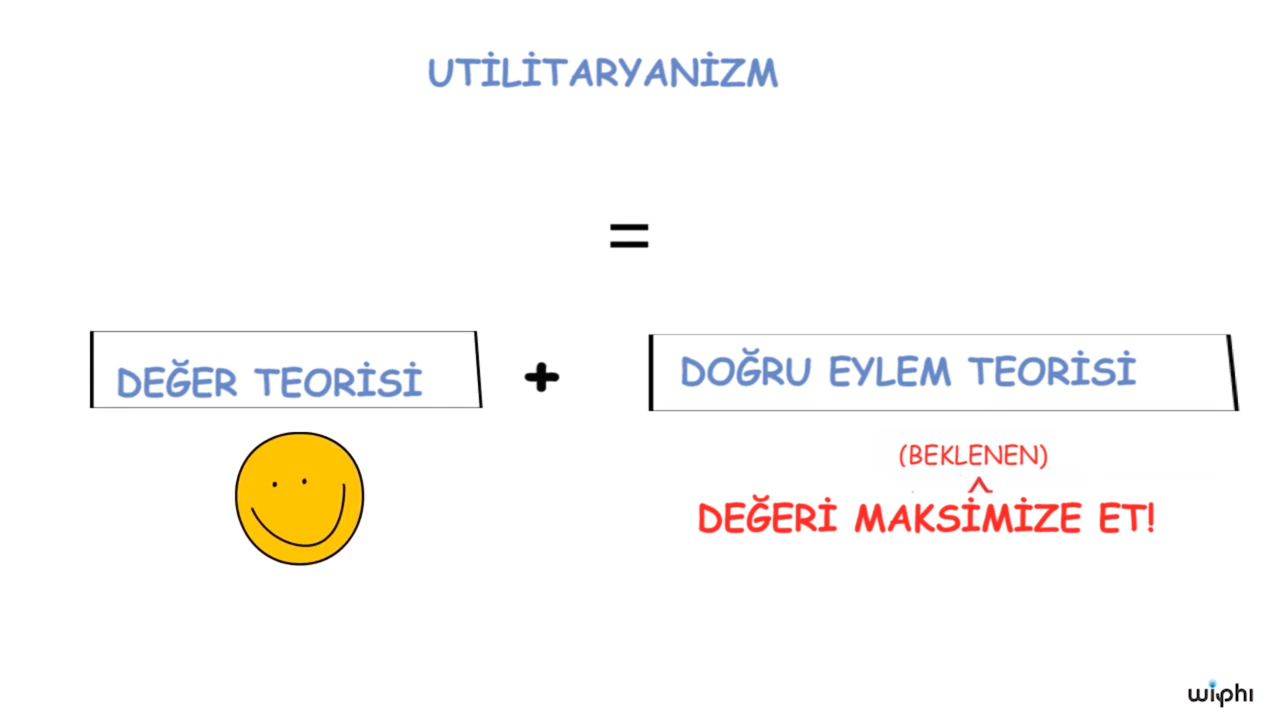 UTİLİTARYANİZM
=
DEĞER TEORİSİ + DOĞRU EYLEM TEORİSİ
(BEKLENEN)
^
DEĞERİ MAKSİMİZE ET!
wiphi